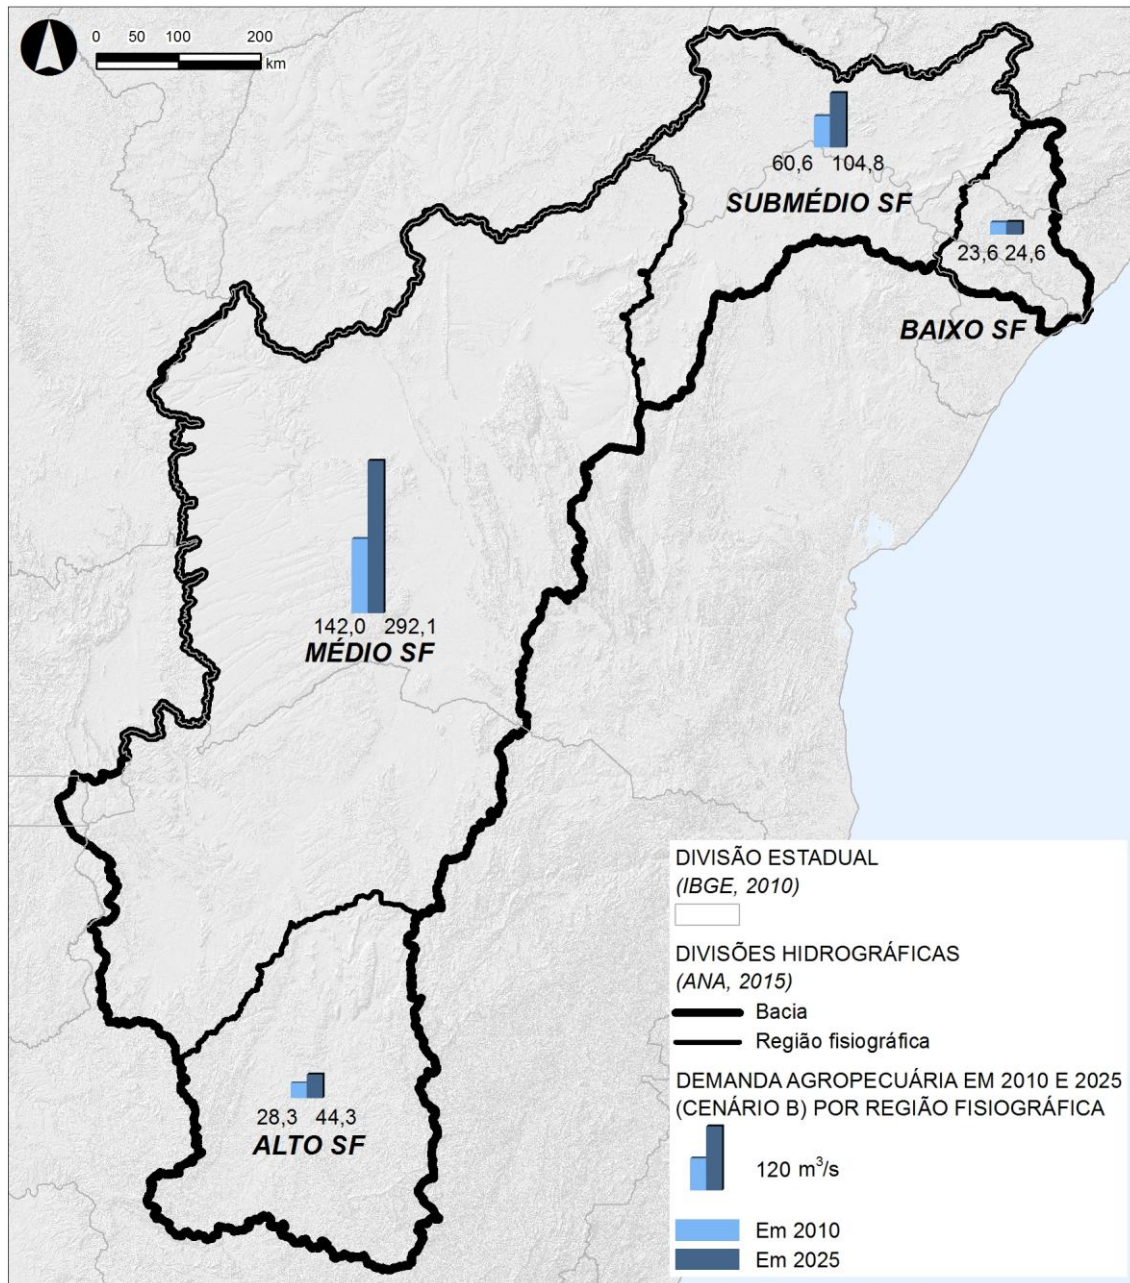 0 50 100 200
km
60,6 104,8
SUBMÉDIO SF
23,6 24,6
BAIXO SF
142,0 292,1
MÉDIO SF
28,3 44,3
ALTO SF
DIVISÃO ESTADUAL
(IBGE, 2010)
DIVISÕES HIDROGRÁFICAS
(ANA, 2015)
Bacia
Região fisiográfica
DEMANDA AGROPECUÁRIA EM 2010 E 2025
(CENÁRIO B) POR REGIÃO FISIOGRÁFICA
120 m³/s
Em 2010
Em 2025